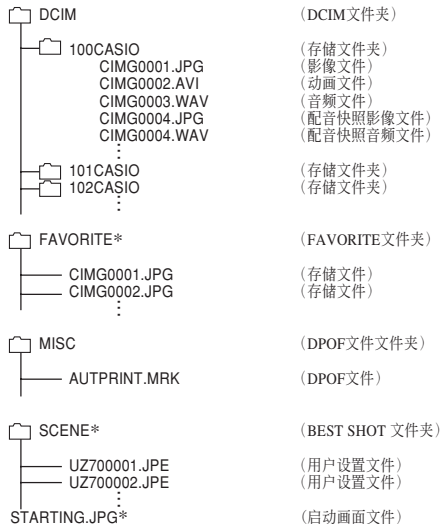 DCIM （DCIM文件夹）
100CASIO （存储文件夹）
CIMG0001.JPG （影像文件）
CIMG0002.AVI （动画文件）
CIMG0003.WAV （音频文件）
CIMG0004.JPG （配音快照影像文件）
CIMG0004.WAV （配音快照音频文件）
101CASIO （存储文件夹）
102CASIO （存储文件夹）
FAVORITE* （FAVORITE文件夹）
CIMG0001.JPG （存储文件）
CIMG0002.JPG （存储文件）
MISC （DPOF文件文件夹）
AUTPRINT.MRK （DPOF文件）
SCENE* （BEST SHOT 文件夹）
UZ700001.JPE （用户设置文件）
UZ700002.JPE （用户设置文件）
STARTING.JPG* （启动画面文件）